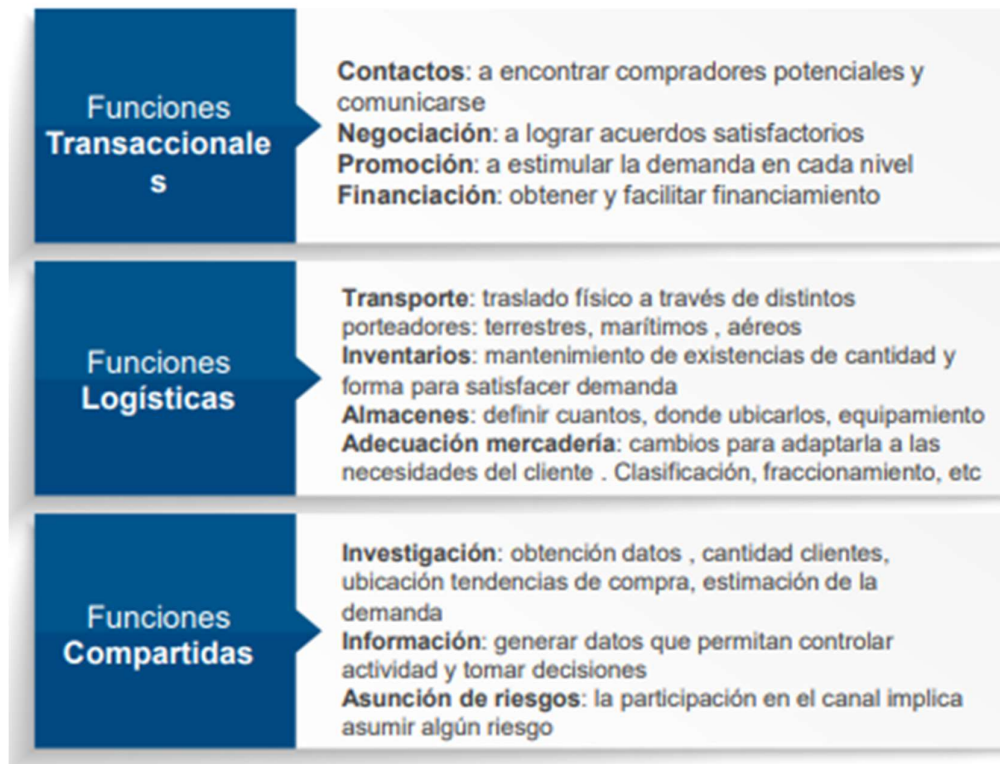 Funciones
Transaccionale
s
Contactos: a encontrar compradores potenciales y
comunicarse
Negociación: a lograr acuerdos satisfactorios
Promoción: a estimular la demanda en cada nivel
Financiación: obtener y facilitar financiamiento
Funciones
Logísticas
Transporte: traslado físico a través de distintos
porteadores: terrestres, marítimos , aéreos
Inventarios: mantenimiento de existencias de cantidad y
forma para satisfacer demanda
Almacenes: definir cuantos, donde ubicarlos, equipamiento
Adecuación mercadería: cambios para adaptarla a las
necesidades del cliente . Clasificación, fraccionamiento, etc
Funciones
Compartidas
Investigación: obtención datos , cantidad clientes,
ubicación tendencias de compra, estimación de la
demanda
Información: generar datos que permitan controlar
actividad y tomar decisiones
Asunción de riesgos: la participación en el canal implica
asumir algún riesgo